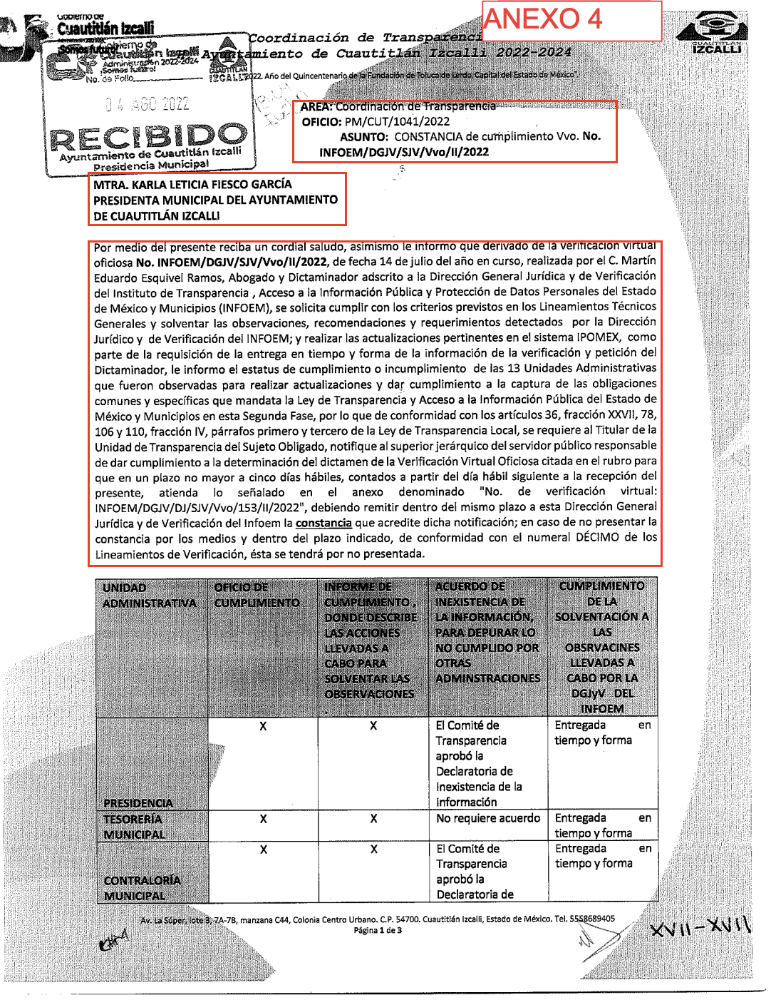 ANEXO 4
Gobierno de
Cuautitlán Izcalli
¡Somos futuro!
Coordinación de Transparenci
Ayuntamiento de Cuautitlán Izcalli 2022-2024
"2022. Año del Quincentenario de la Fundación de Toluca de Lerdo, Capital del Estado de México".
IZCALLI
Gobierno de
Cuautitlán Izcalli
Administración 2022-2024
¡Somos futuro!
No. de Folio
CUAUTITLÁN
IZCALLI
04 AGO 2022
RECIBIDO
Ayuntamiento de Cuautitlán Izcalli
Presidencia Municipal
ÁREA: Coordinación de Transparencia
OFICIO: PM/CUT/1041/2022
ASUNTO: CONSTANCIA de cumplimiento Vvo. No.
INFOEM/DGJV/SJV/Vvo/II/2022
MTRA. KARLA LETICIA FIESCO GARCÍA
PRESIDENTA MUNICIPAL DEL AYUNTAMIENTO
DE CUAUTITLÁN IZCALLI
Por medio del presente reciba un cordial saludo, asimismo le informo que derivado de la verificación virtual
oficiosa No. INFOEM/DGJV/SJV/Vvo/II/2022, de fecha 14 de julio del año en curso, realizada por el C. Martín
Eduardo Esquivel Ramos, Abogado y Dictaminador adscrito a la Dirección General Jurídica y de Verificación
del Instituto de Transparencia , Acceso a la Información Pública y Protección de Datos Personales del Estado
de México y Municipios (INFOEM), se solicita cumplir con los criterios previstos en los Lineamientos Técnicos
Generales y solventar las observaciones, recomendaciones y requerimientos detectados por la Dirección
Jurídico y de Verificación del INFOEM; y realizar las actualizaciones pertinentes en el sistema IPOMEX, como
parte de la requisición de la entrega en tiempo y forma de la información de la verificación y petición del
Dictaminador, le informo el estatus de cumplimiento o incumplimiento de las 13 Unidades Administrativas
que fueron observadas para realizar actualizaciones y dar cumplimiento a la captura de las obligaciones
comunes y específicas que mandata la Ley de Transparencia y Acceso a la Información Pública del Estado de
México y Municipios en esta Segunda Fase, por lo que de conformidad con los artículos 36, fracción XXVII, 78,
106 y 110, fracción IV, párrafos primero y tercero de la Ley de Transparencia Local, se requiere al Titular de la
Unidad de Transparencia del Sujeto Obligado, notifique al superior jerárquico del servidor público responsable
de dar cumplimiento a la determinación del dictamen de la Verificación Virtual Oficiosa citada en el rubro para
que en un plazo no mayor a cinco días hábiles, contados a partir del día hábil siguiente a la recepción del
presente, atienda lo señalado en el anexo denominado "No. de verificación virtual:
INFOEM/DGJV/DJ/SJV/Vvo/153/II/2022", debiendo remitir dentro del mismo plazo a esta Dirección General
Jurídica y de Verificación del Infoem la constancia que acredite dicha notificación; en caso de no presentar la
constancia por los medios y dentro del plazo indicado, de conformidad con el numeral DÉCIMO de los
Lineamientos de Verificación, ésta se tendrá por no presentada.
UNIDAD
ADMINISTRATIVA
OFICIO DE
CUMPLIMIENTO
INFORME DE
CUMPLIMIENTO ,
DONDE DESCRIBE
LAS ACCIONES
LLEVADAS A
CABO PARA
SOLVENTAR LAS
OBSERVACIONES
.
ACUERDO DE
INEXISTENCIA DE
LA INFORMACIÓN,
PARA DEPURAR LO
NO CUMPLIDO POR
OTRAS
ADMINSTRACIONES
CUMPLIMIENTO
DE LA
SOLVENTACIÓN A
LAS
OBSRVACINES
LLEVADAS A
CABO POR LA
DGJyV DEL
INFOEM
PRESIDENCIA
X
X
El Comité de
Transparencia
aprobó la
Declaratoria de
Inexistencia de la
Información
Entregada en
tiempo y forma
TESORERÍA
MUNICIPAL
X
X
No requiere acuerdo
Entregada en
tiempo y forma
CONTRALORÍA
MUNICIPAL
X
X
El Comité de
Transparencia
aprobó la
Declaratoria de
Entregada en
tiempo y forma
Av. La Súper, lote 3, 7A-7B, manzana C44, Colonia Centro Urbano. C.P. 54700. Cuautitlán Izcalli, Estado de México. Tel. 5558689405
Página 1 de 3
XVII-XVII